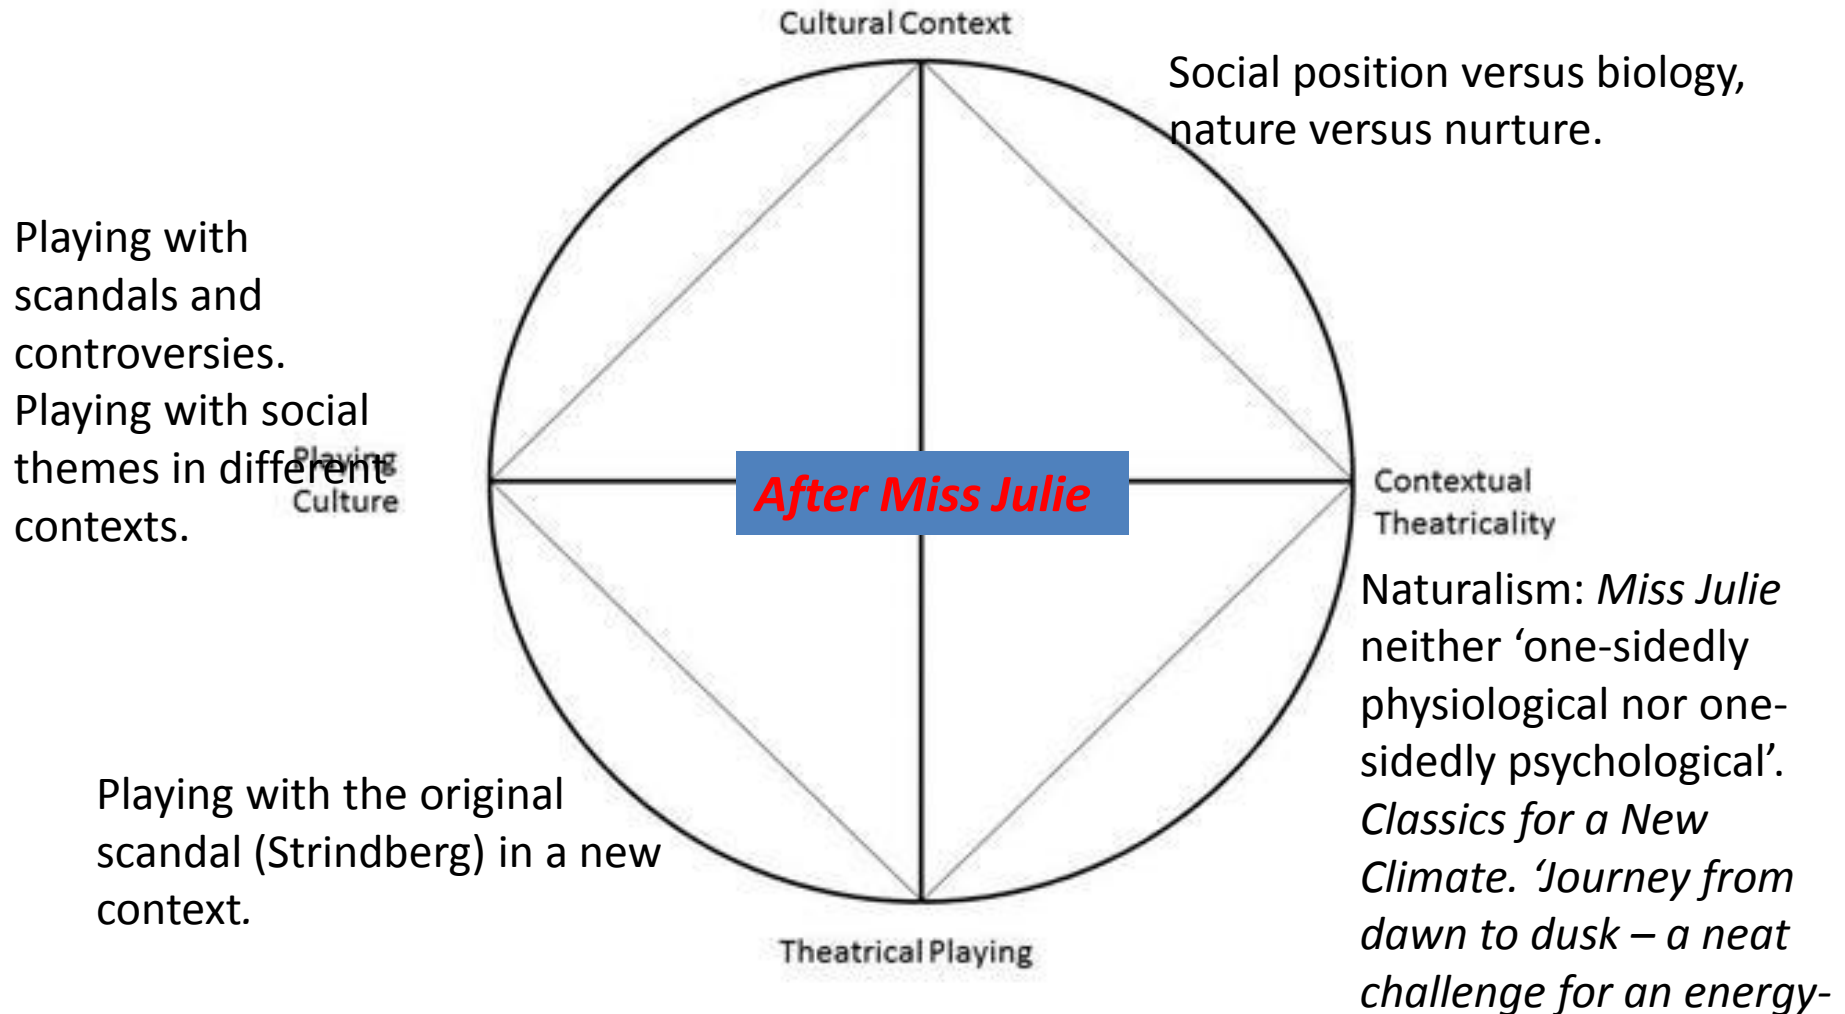 Cultural Context
Social position versus biology,
nature versus nurture.
Playing with
scandals and
controversies.
Playing with social
themes in different
contexts.
Playing
Culture
After Miss Julie
Contextual
Theatricality
Naturalism: Miss Julie
neither ‘one-sidedly
physiological nor one-
sidedly psychological’.
Classics for a New
Climate. ‘Journey from
dawn to dusk – a neat
challenge for an energy-
Playing with the original
scandal (Strindberg) in a new
context.
Theatrical Playing